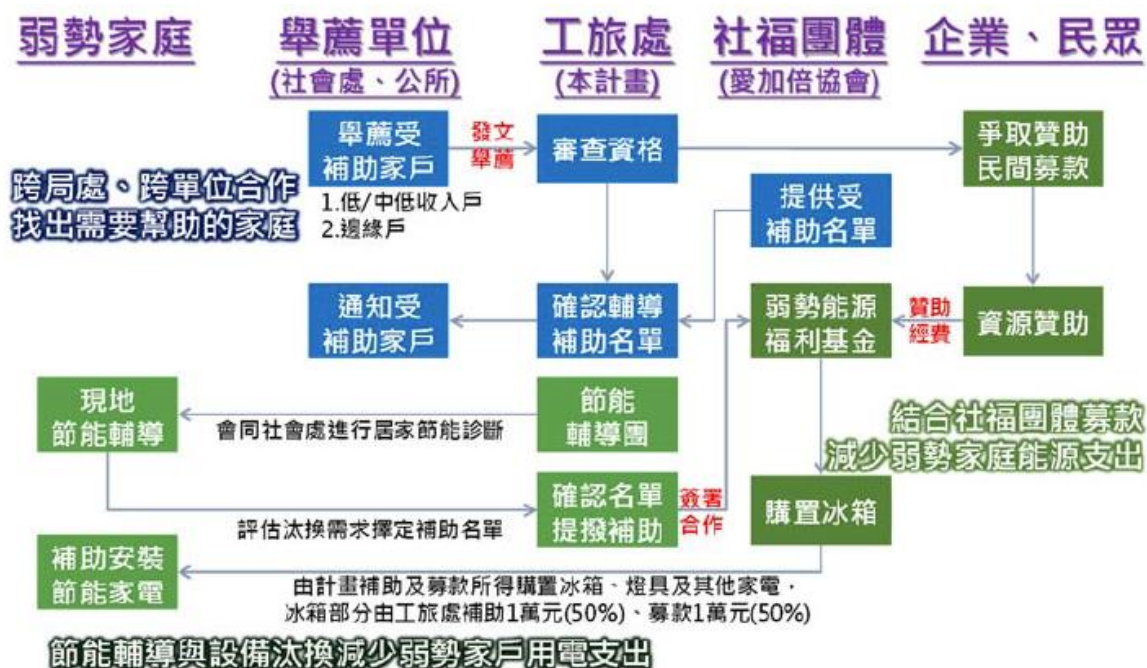 弱勢家庭
舉薦單位
(社會處、公所)
工旅處
(本計畫)
社福團體
(愛加倍協會)
企業、民眾
舉薦受
補助家戶
發文
舉薦
審查資格
爭取贊助
民間募款
跨局處、跨單位合作
找出需要幫助的家庭
1.低/中低收入戶
2.邊緣戶
提供受
補助名單
通知受
補助家戶
確認輔導
補助名單
弱勢能源
福利基金
贊助
經費
資源贊助
現地
節能輔導
會同社會處進行居家節能診斷
節能
輔導團
結合社福團體募款
減少弱勢家庭能源支出
評估汰換需求擇定補助名單
確認名單
提撥補助
簽署
合作
購置冰箱
補助安裝
節能家電
由計畫補助及募款所得購置冰箱、燈具及其他家電，
冰箱部分由工旅處補助1萬元(50%)、募款1萬元(50%)
節能輔導與設備汰換減少弱勢家戶用電支出